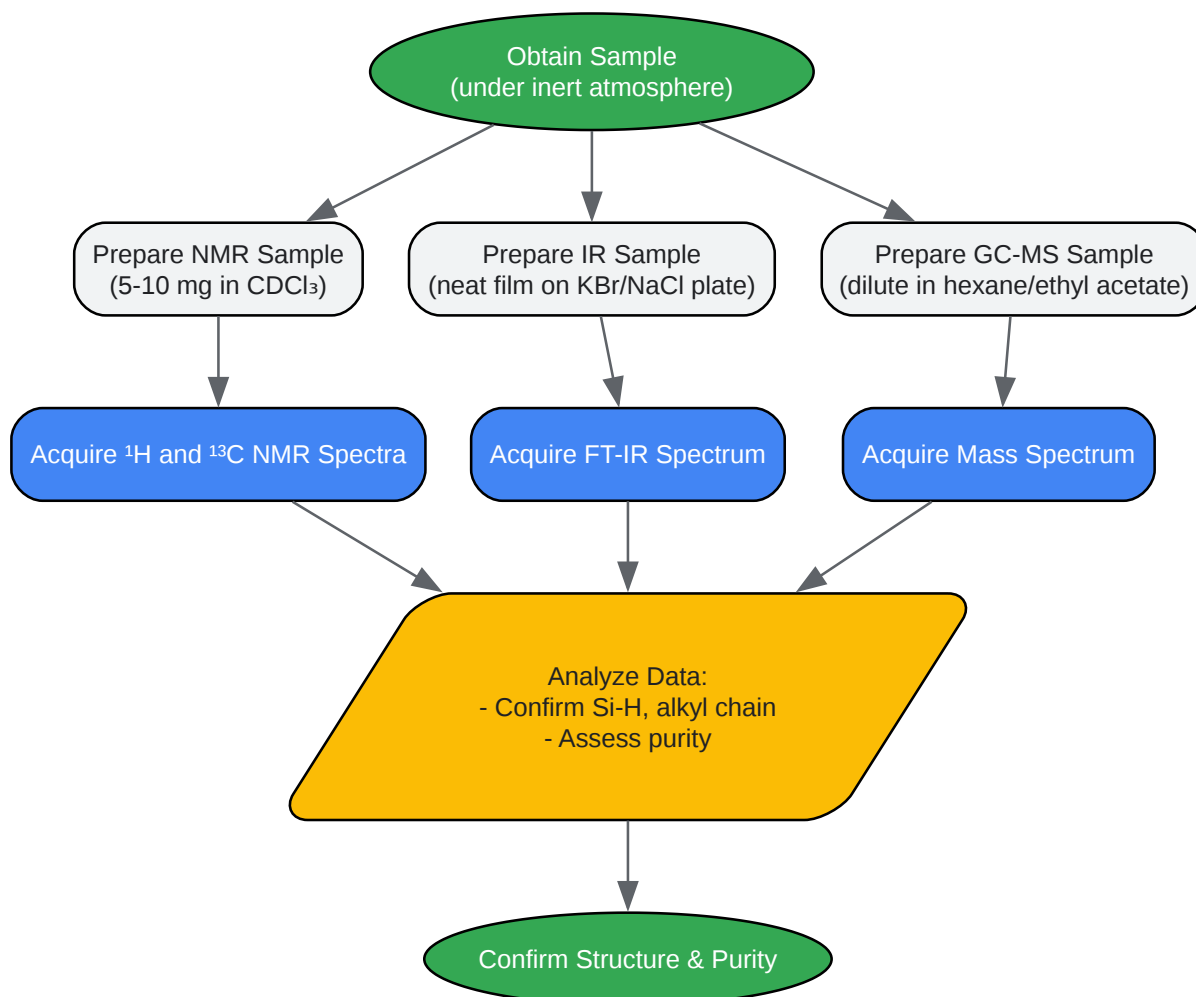 Obtain Sample
(under inert atmosphere)
Prepare NMR Sample
(5-10 mg in CDCl₃)
Prepare IR Sample
(neat film on KBr/NaCl plate)
Prepare GC-MS Sample
(dilute in hexane/ethyl acetate)
Acquire ¹H and ¹³C NMR Spectra
Acquire FT-IR Spectrum
Acquire Mass Spectrum
Analyze Data:
- Confirm Si-H, alkyl chain
- Assess purity
Confirm Structure & Purity